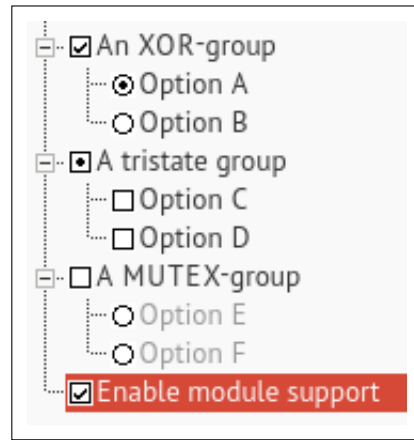 An XOR-group
Option A
Option B
A tristate group
Option C
Option D
A MUTEX-group
Option E
Option F
Enable module support